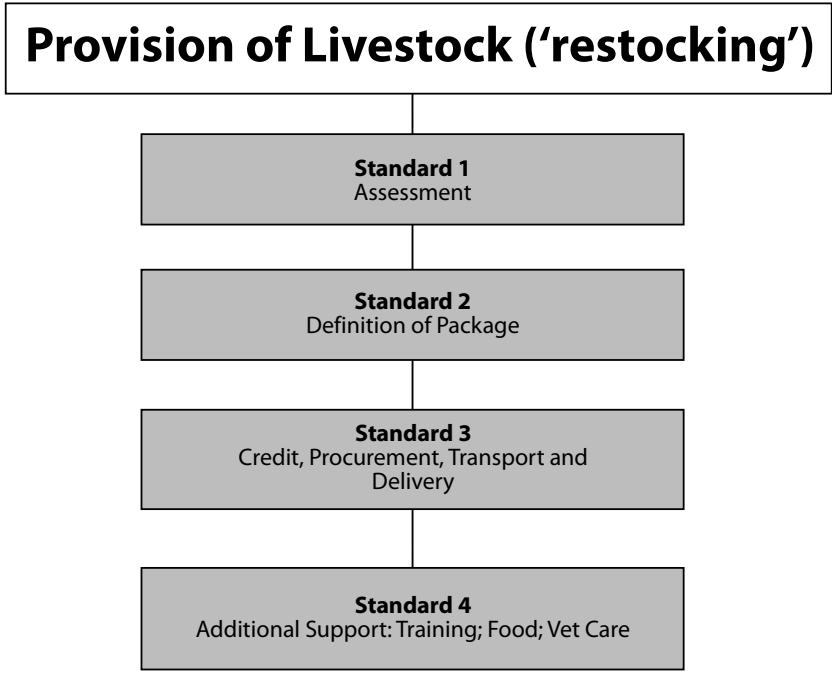 Provision of Livestock (‘restocking’)
Standard 1
Assessment
Standard 2
Definition of Package
Standard 3
Credit, Procurement, Transport and
Delivery
Standard 4
Additional Support: Training; Food; Vet Care